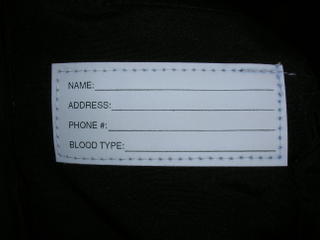 NAME:
ADDRESS:
PHONE #:
BLOOD TYPE: